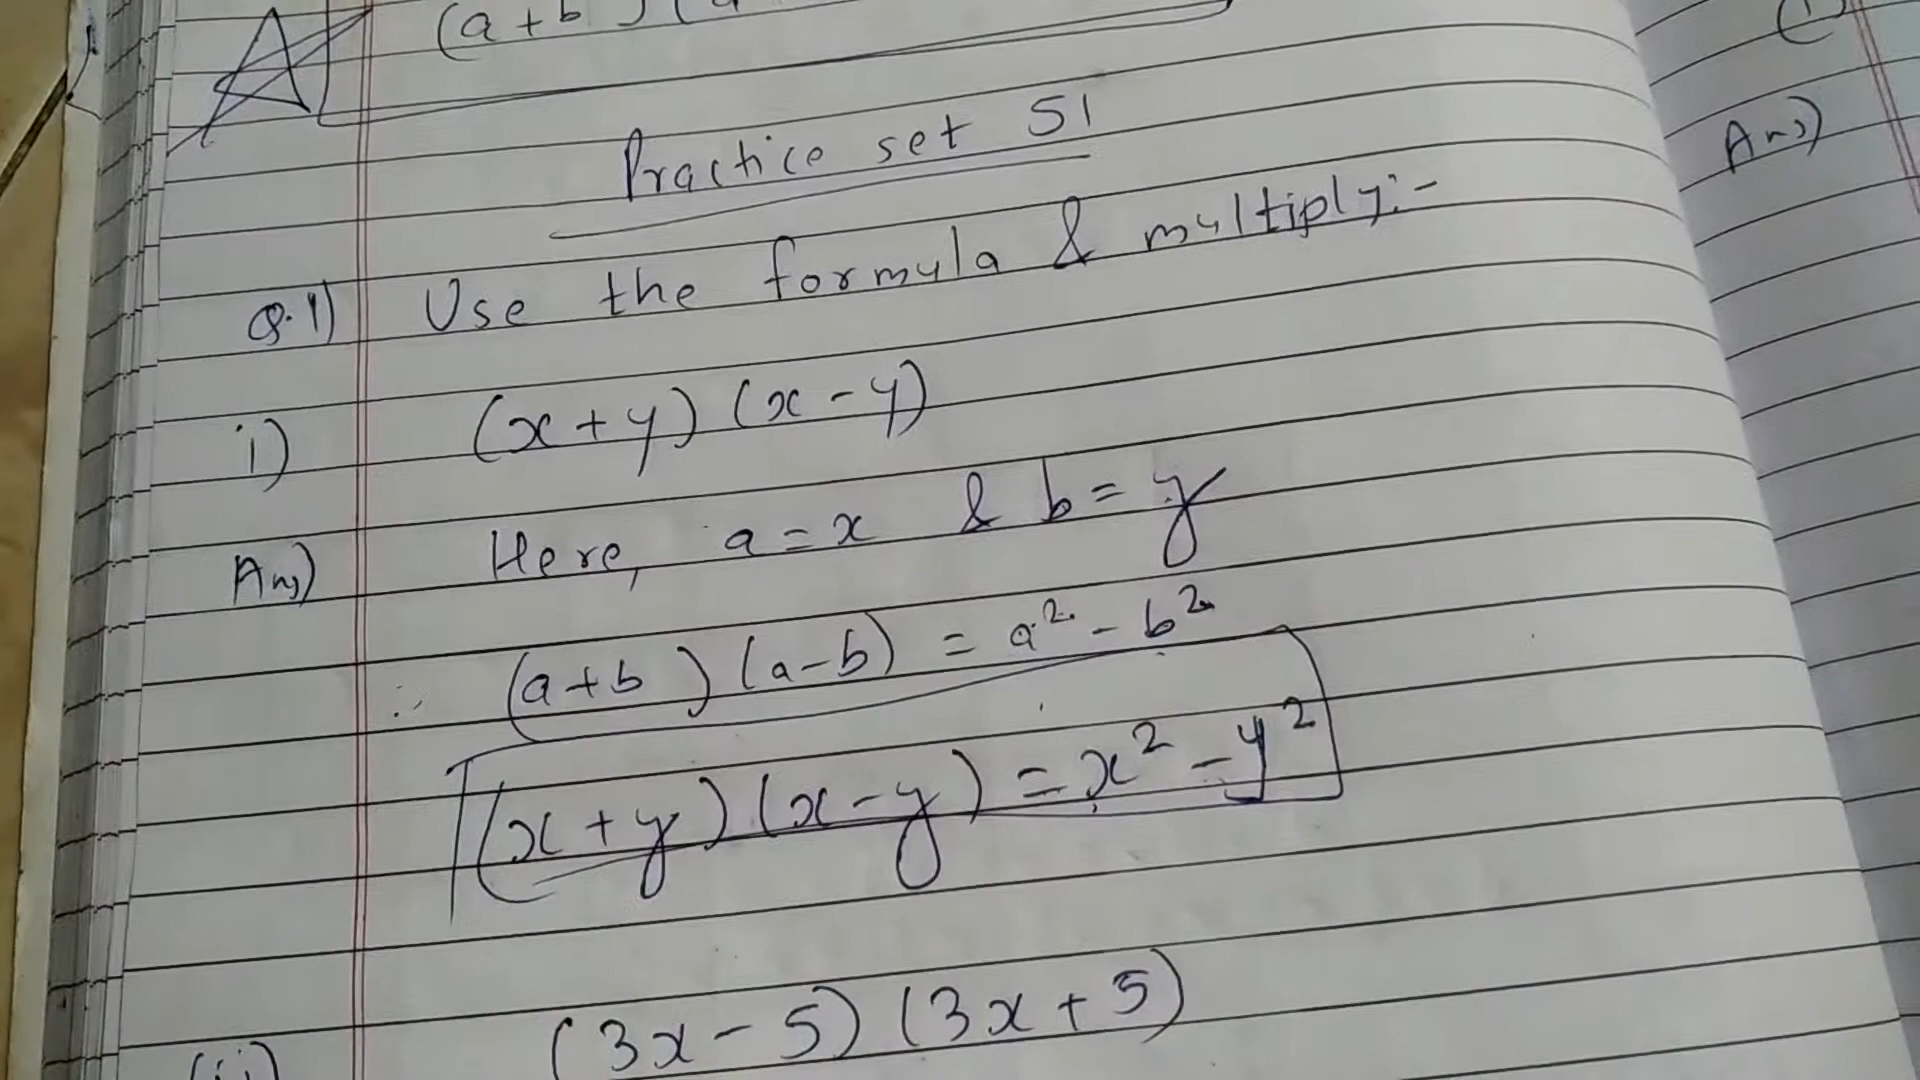 (a+b)(a
Practice set 51
Q.1) Use the formula & multiply:-
i) (x+y) (x-y)
Ans) Here, a=x & b=y
∴ (a+b) (a-b) = a²-b²
(x+y) (x-y) = x²-y²
(ii) (3x-5) (3x+5)
Ans)